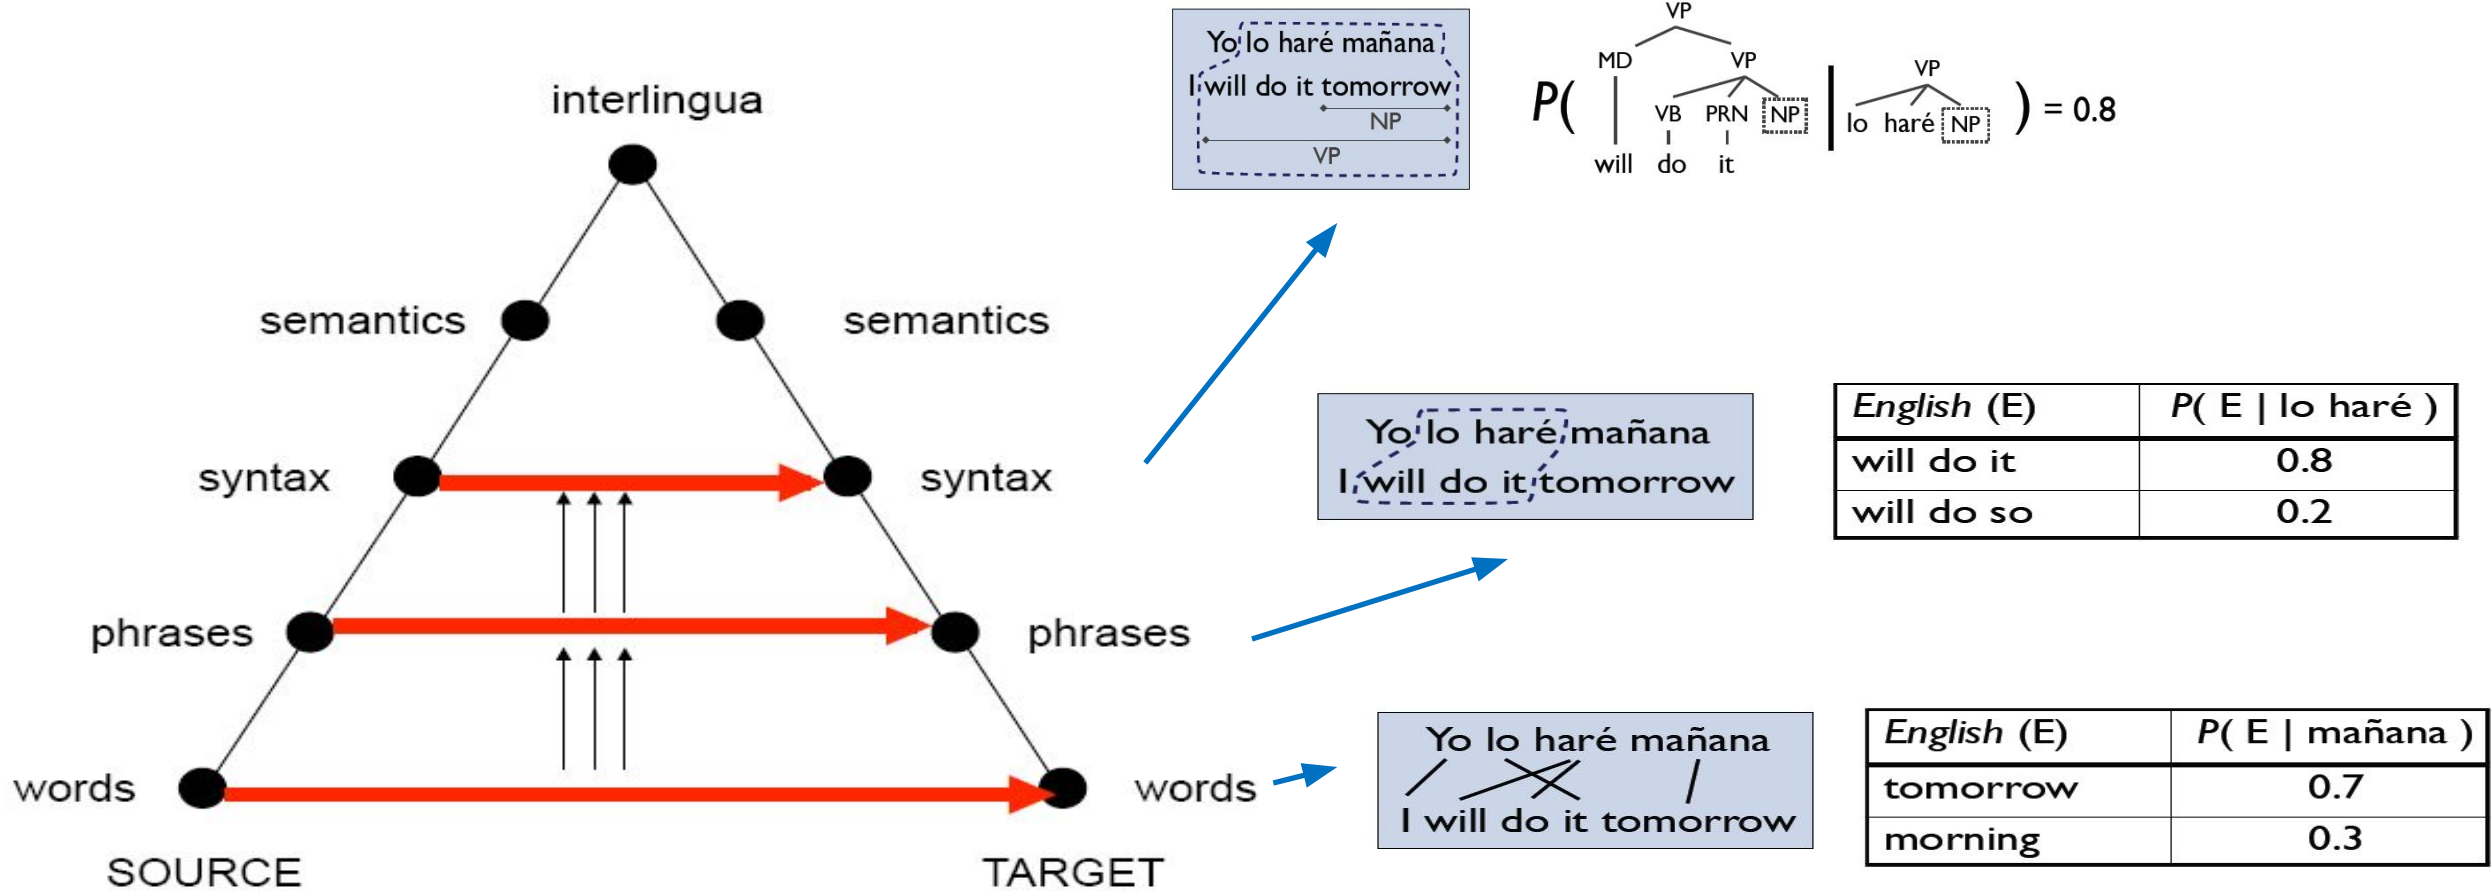 interlingua
semantics
semantics
syntax
syntax
phrases
phrases
words
words
SOURCE
TARGET
Yo lo haré mañana
I will do it tomorrow
NP
VP
VP
MD
VP
VB PRN NP
will do it
P(
VP
lo haré NP
) = 0.8
Yo lo haré mañana
I will do it tomorrow
English (E) P( E | lo haré )
will do it 0.8
will do so 0.2
Yo lo haré mañana
I will do it tomorrow
English (E) P( E | mañana )
tomorrow 0.7
morning 0.3